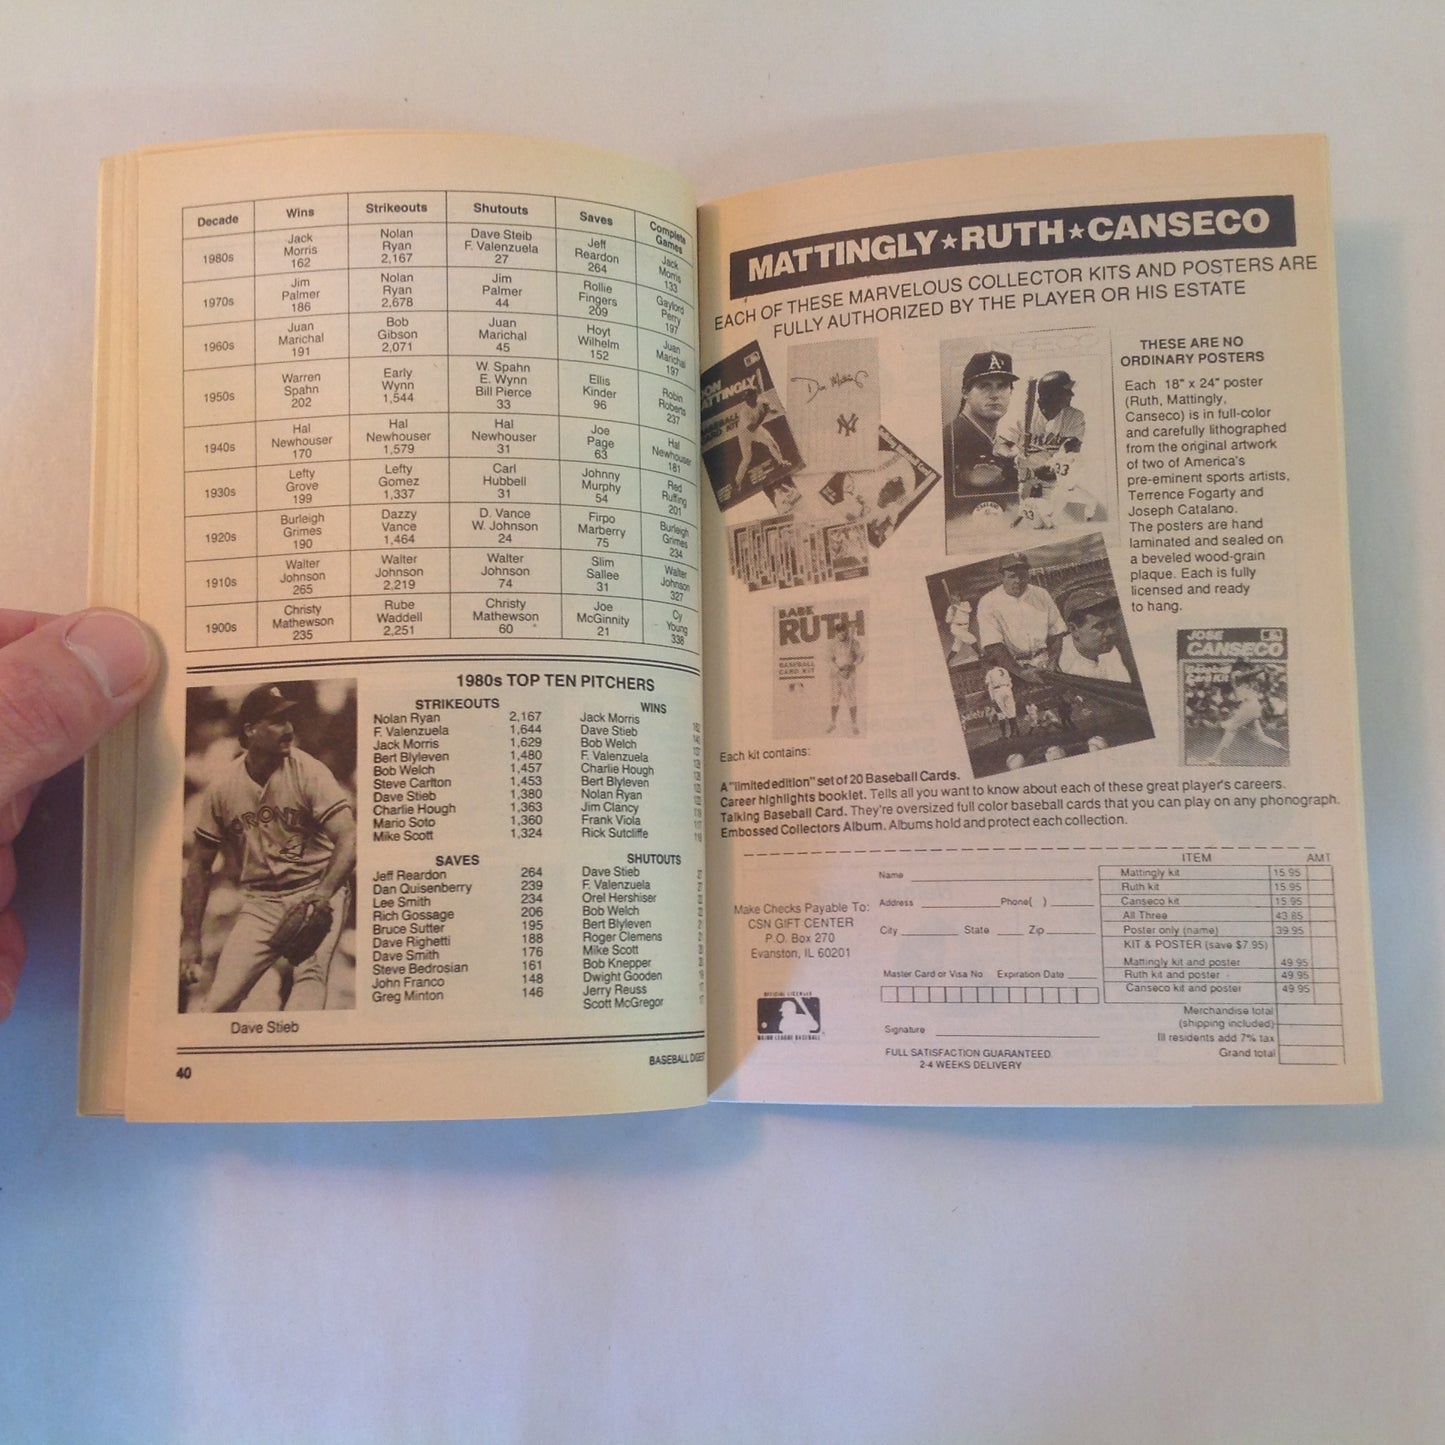 Decade Wins Strikeouts Shutouts Saves Complete Games
1980s Jack Morris 162 Nolan Ryan 2,167 Dave Steib F. Valenzuela 27 Jeff Reardon 264 Jack Morris 133
1970s Jim Palmer 186 Nolan Ryan 2,678 Jim Palmer 44 Rollie Fingers 209 Gaylord Perry 197
1960s Juan Marichal 191 Bob Gibson 2,071 Juan Marichal 45 Hoyt Wilhelm 152 Juan Marichal 197
1950s Warren Spahn 202 Early Wynn 1,544 W. Spahn E. Wynn Bill Pierce 33 Ellis Kinder 96 Robin Roberts 237
1940s Hal Newhouser 170 Hal Newhouser 1,579 Hal Newhouser 31 Joe Page 63 Hal Newhouser 181
1930s Lefty Grove 199 Lefty Gomez 1,337 Carl Hubbell 31 Johnny Murphy 54 Red Ruffing 201
1920s Burleigh Grimes 190 Dazzy Vance 1,464 D. Vance W. Johnson 24 Firpo Marberry 75 Burleigh Grimes 234
1910s Walter Johnson 265 Walter Johnson 2,219 Walter Johnson 74 Slim Sallee 31 Walter Johnson 327
1900s Christy Mathewson 235 Rube Waddell 2,251 Christy Mathewson 60 Joe McGinnity 21 Cy Young 338
1980s TOP TEN PITCHERS
STRIKEOUTS
Nolan Ryan 2,167
F. Valenzuela 1,644
Jack Morris 1,629
Bert Blyleven 1,480
Bob Welch 1,457
Steve Carlton 1,453
Dave Stieb 1,380
Charlie Hough 1,363
Mario Soto 1,360
Mike Scott 1,324
WINS
Jack Morris
Dave Stieb
Bob Welch
F. Valenzuela
Charlie Hough
Bert Blyleven
Nolan Ryan
Jim Clancy
Frank Viola
Rick Sutcliffe
SAVES
Jeff Reardon 264
Dan Quisenberry 239
Lee Smith 234
Rich Gossage 206
Bruce Sutter 195
Dave Righetti 188
Dave Smith 176
Steve Bedrosian 161
John Franco 148
Greg Minton 146
SHUTOUTS
Dave Stieb
F. Valenzuela
Orel Hershiser
Bob Welch
Bert Blyleven
Roger Clemens
Mike Scott
Bob Knepper
Dwight Gooden
Jerry Reuss
Scott McGregor
Dave Stieb
40
BASEBALL DIGEST
MATTINGLY★RUTH★CANSECO
EACH OF THESE MARVELOUS COLLECTOR KITS AND POSTERS ARE
FULLY AUTHORIZED BY THE PLAYER OR HIS ESTATE
THESE ARE NO
ORDINARY POSTERS
Each 18" x 24" poster
(Ruth, Mattingly,
Canseco) is in full-color
and carefully lithographed
from the original artwork
of two of America's
pre-eminent sports artists,
Terrence Fogarty and
Joseph Catalano.
The posters are hand
laminated and sealed on
a beveled wood-grain
plaque. Each is fully
licensed and ready
to hang.
BABE
RUTH
BASEBALL
CARD KIT
JOSE
CANSECO
Each kit contains:
A "limited edition" set of 20 Baseball Cards.
Career highlights booklet. Tells all you want to know about each of these great player's careers.
Talking Baseball Card. They're oversized full color baseball cards that you can play on any phonograph.
Embossed Collectors Album. Albums hold and protect each collection.
Make Checks Payable To:
CSN GIFT CENTER
P.O. Box 270
Evanston, IL 60201
OFFICIAL LICENSEE
MAJOR LEAGUE BASEBALL
Name
Address Phone( )
City State Zip
Master Card or Visa No. Expiration Date
Signature
FULL SATISFACTION GUARANTEED
2-4 WEEKS DELIVERY
ITEM AMT
Mattingly kit 15.95
Ruth kit 15.95
Canseco kit 15.95
All Three 43.85
Poster only (name) 39.95
KIT & POSTER (save $7.95)
Mattingly kit and poster 49.95
Ruth kit and poster 49.95
Canseco kit and poster 49.95
Merchandise total
(shipping included)
Ill residents add 7% tax
Grand total